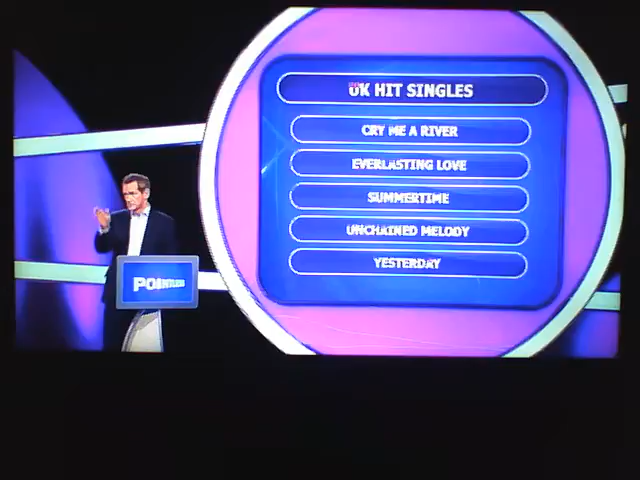 UK HIT SINGLES
CRY ME A RIVER
EVERLASTING LOVE
SUMMERTIME
UNCHAINED MELODY
YESTERDAY
POINTLESS